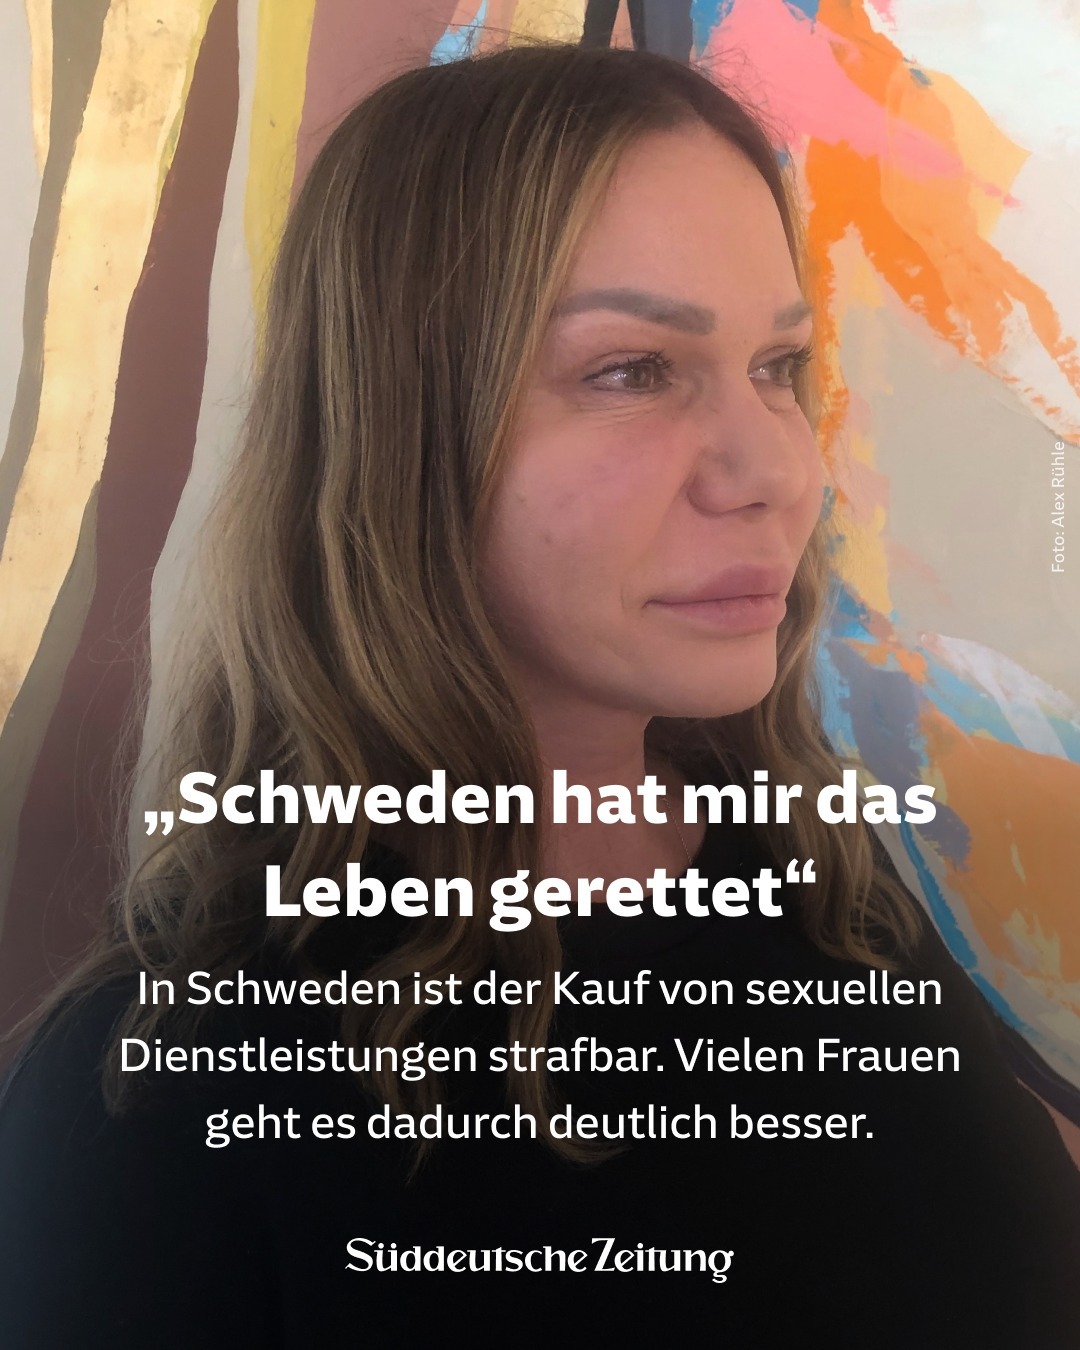 Foto: Alex Rühle
„Schweden hat mir das
Leben gerettet“
In Schweden ist der Kauf von sexuellen
Dienstleistungen strafbar. Vielen Frauen
geht es dadurch deutlich besser.
Süddeutsche Zeitung